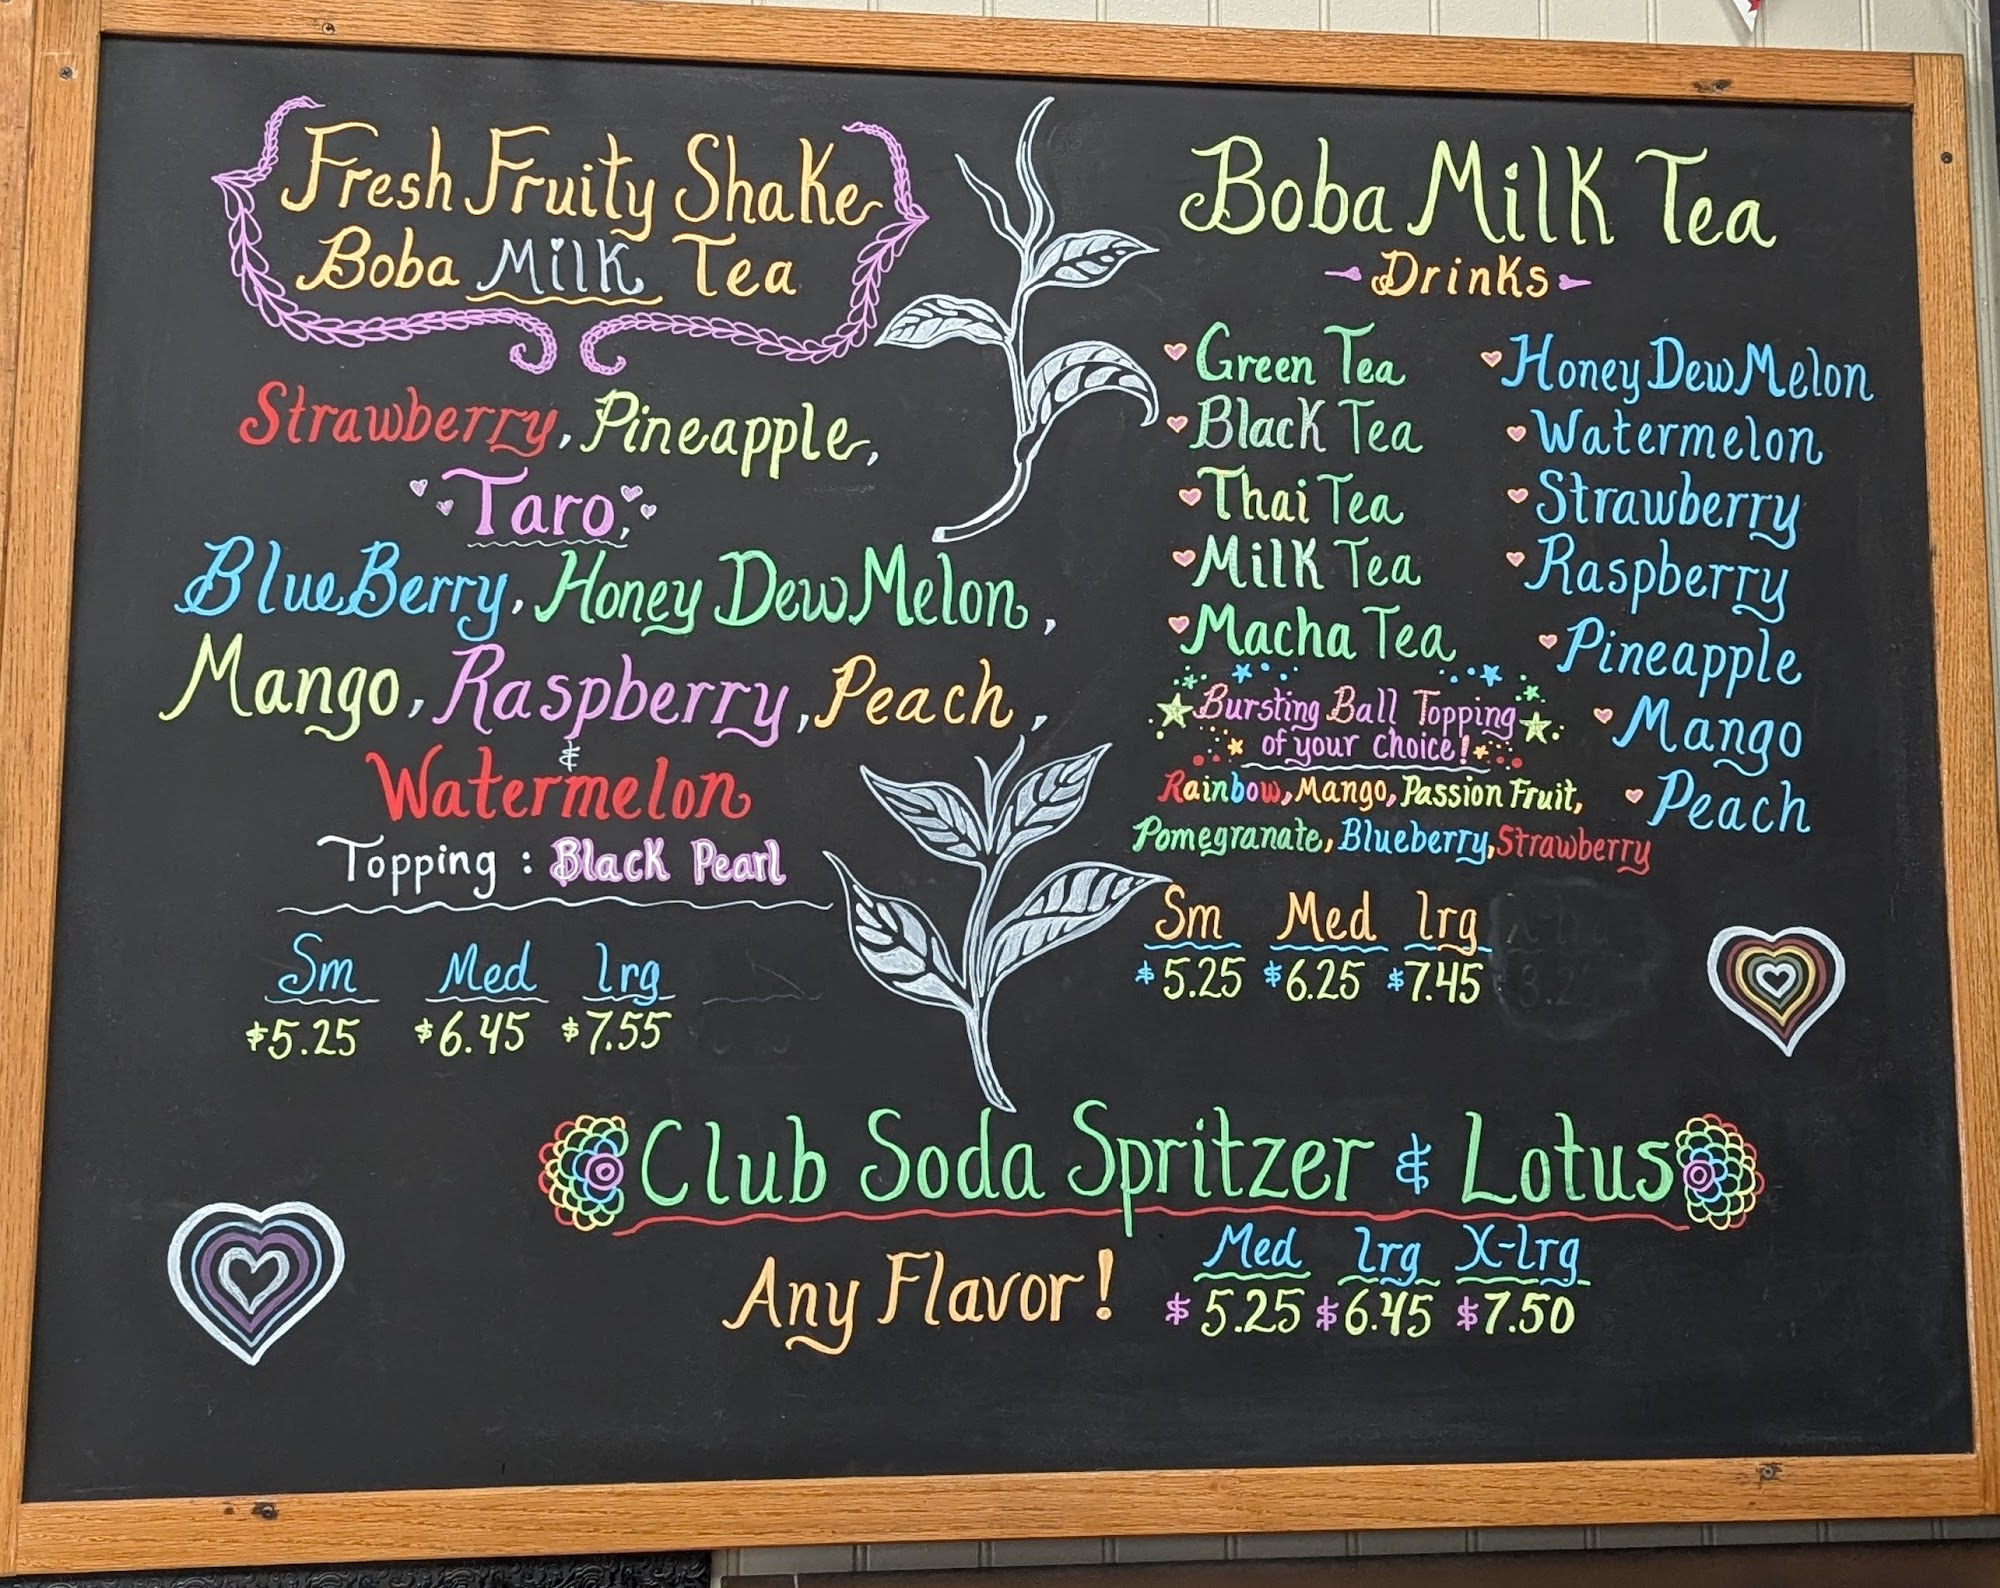 Fresh Fruity Shake
Boba Milk Tea
Strawberry, Pineapple,
Taro,
BlueBerry, Honey Dew Melon,
Mango, Raspberry, Peach,
&
Watermelon
Topping : Black Pearl
Sm Med lrg
$5.25 $6.45 $7.55
Boba Milk Tea
Drinks
Green Tea
Black Tea
Thai Tea
Milk Tea
Macha Tea
Honey Dew Melon
Watermelon
Strawberry
Raspberry
Pineapple
Mango
Peach
Bursting Ball Topping
of your choice!
Rainbow, Mango, Passion Fruit,
Pomegranate, Blueberry, Strawberry
Sm Med lrg
$5.25 $6.25 $7.45
Club Soda Spritzer & Lotus
Any Flavor!
Med lrg X-lrg
$5.25 $6.45 $7.50